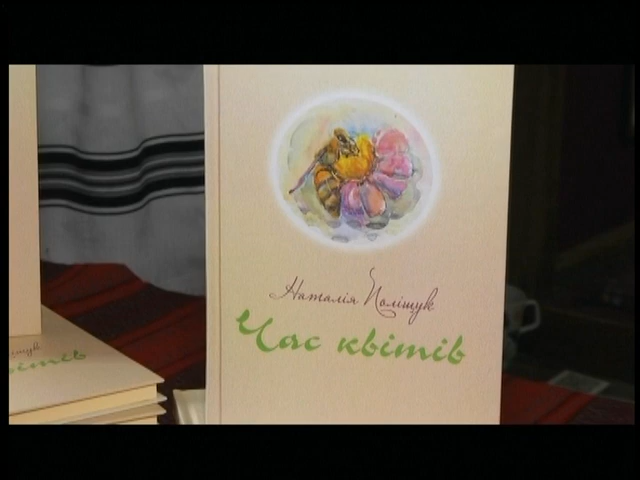 Наталія Поліщук
Час квітів